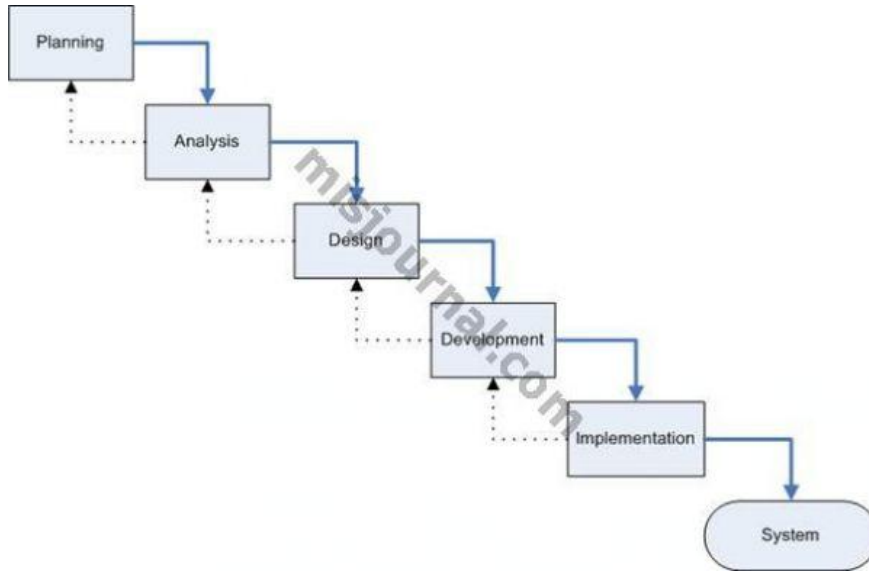 Planning
Analysis
Design
Development
Implementation
System
misjournal.com